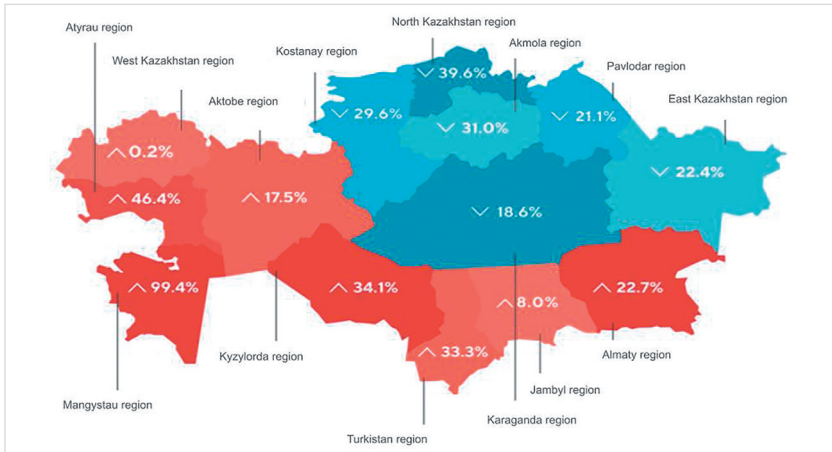 North Kazakhstan region
Atyrau region
Akmola region
Kostanay region
West Kazakhstan region
Pavlodar region
Aktobe region
East Kazakhstan region
﹀ 39.6%
﹀ 29.6%
﹀ 21.1%
﹀ 31.0%
︿ 0.2%
﹀ 22.4%
︿ 46.4%
︿ 17.5%
﹀ 18.6%
︿ 99.4%
︿ 34.1%
︿ 22.7%
︿ 8.0%
︿ 33.3%
Kyzylorda region
Almaty region
Jambyl region
Mangystau region
Karaganda region
Turkistan region